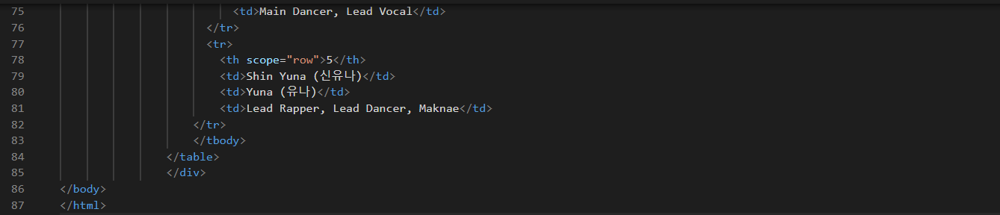 75 <td>Main Dancer, Lead Vocal</td>
76 </tr>
77 <tr>
78 <th scope="row">5</th>
79 <td>Shin Yuna (신유나)</td>
80 <td>Yuna (유나)</td>
81 <td>Lead Rapper, Lead Dancer, Maknae</td>
82 </tr>
83 </tbody>
84 </table>
85 </div>
86 </body>
87 </html>